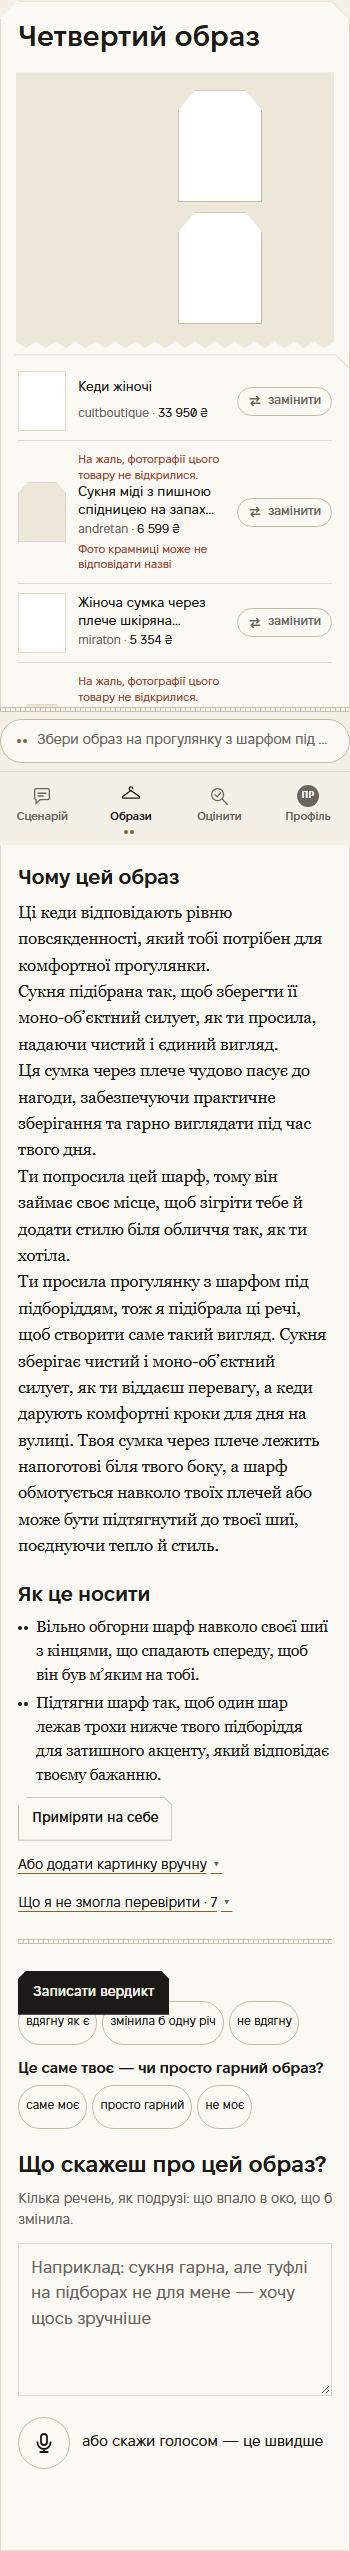 Четвертий образ
Кеди жіночі
cultboutique · 33 950 ₴
замінити
На жаль, фотографії цього
товару не відкрилися.
Сукня міді з пишною
спідницею на запах…
andretan · 6 599 ₴
Фото крамниці може не
відповідати назві
замінити
Жіноча сумка через
плече шкіряна…
miraton · 5 354 ₴
замінити
На жаль, фотографії цього
товару не відкрилися.
Збери образ на прогулянку з шарфом під ...
Сценарій
Образи
Оцінити
ПР
Профіль
Чому цей образ
Ці кеди відповідають рівню
повсякденності, який тобі потрібен для
комфортної прогулянки.
Сукня підібрана так, щоб зберегти її
моно-об’єктний силует, як ти просила,
надаючи чистий і єдиний вигляд.
Ця сумка через плече чудово пасує до
нагоди, забезпечуючи практичне
зберігання та гарно виглядати під час
твого дня.
Ти попросила цей шарф, тому він
займає своє місце, щоб зігріти тебе й
додати стилю біля обличчя так, як ти
хотіла.
Ти просила прогулянку з шарфом під
підборіддям, тож я підібрала ці речі,
щоб створити саме такий вигляд. Сукня
зберігає чистий і моно-об’єктний
силует, як ти віддаєш перевагу, а кеди
дарують комфортні кроки для дня на
вулиці. Твоя сумка через плече лежить
напоготові біля твого боку, а шарф
обмотується навколо твоїх плечей або
може бути підтягнутий до твоєї шиї,
поєднуючи тепло й стиль.
Як це носити
•• Вільно обгорни шарф навколо своєї шиї
з кінцями, що спадають спереду, щоб
він був м’яким на тобі.
•• Підтягни шарф так, щоб один шар
лежав трохи нижче твого підборіддя
для затишного акценту, який відповідає
твоєму бажанню.
Приміряти на себе
Або додати картинку вручну
Що я не змогла перевірити · 7
Записати вердикт
вдягну як є
змінила б одну річ
не вдягну
Це саме твоє — чи просто гарний образ?
саме моє
просто гарний
не моє
Що скажеш про цей образ?
Кілька речень, як подрузі: що впало в око, що б
змінила.
Наприклад: сукня гарна, але туфлі
на підборах не для мене — хочу
щось зручніше
або скажи голосом — це швидше